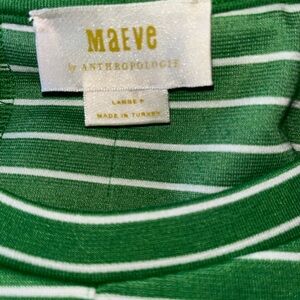 Maeve
by ANTHROPOLOGIE
LARGE P
MADE IN TURKEY